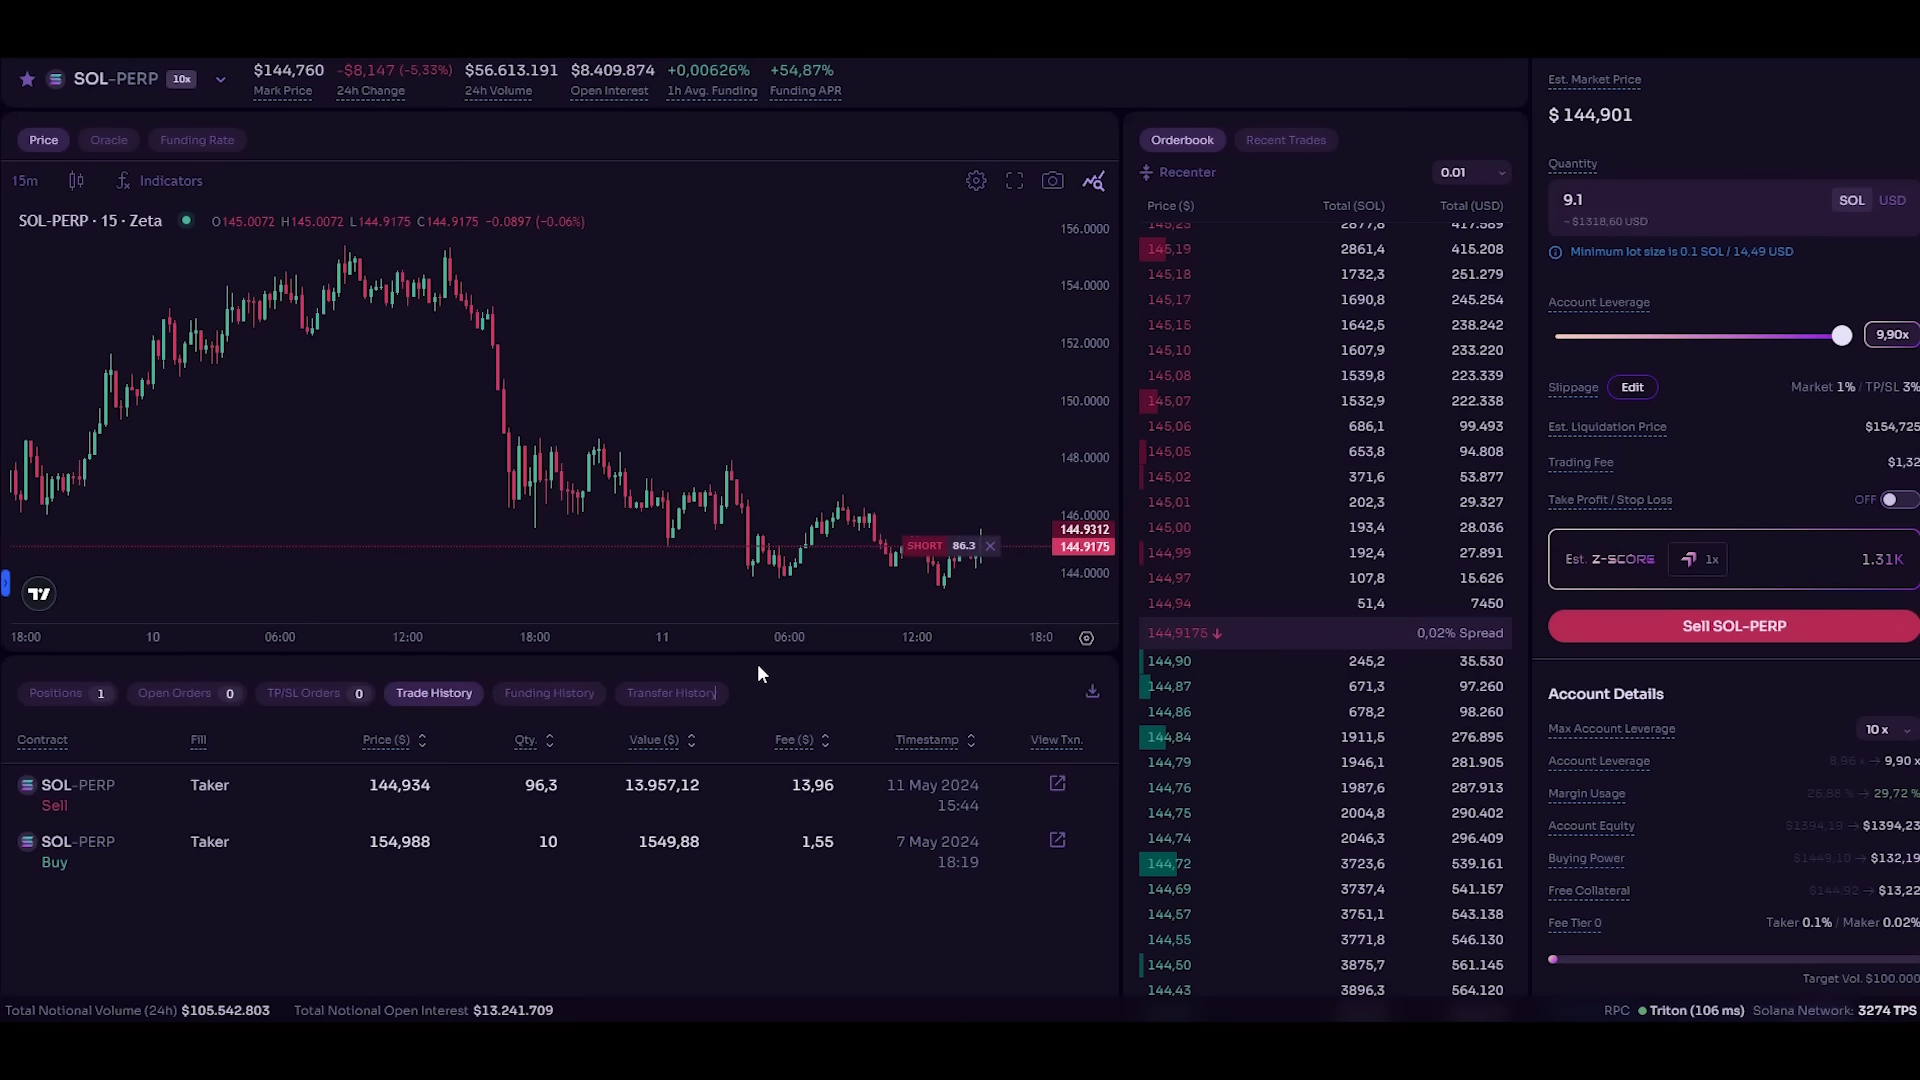 SOL-PERP 10x
$144,760 -$8,147 (-5,33%) $56.613.191 $8.409.874 +0,00626% +54,87%
Mark Price 24h Change 24h Volume Open Interest 1h Avg. Funding Funding APR
Price Oracle Funding Rate
15m Indicators
SOL-PERP · 15 · Zeta O145.0072 H145.0072 L144.9175 C144.9175 -0.0897 (-0.06%)
156.0000
154.0000
152.0000
150.0000
148.0000
146.0000
144.9312
SHORT 86.3 144.9175
144.0000
18:00 10 06:00 12:00 18:00 11 06:00 12:00 18:0
Positions 1 Open Orders 0 TP/SL Orders 0 Trade History Funding History Transfer History
Contract Fill Price ($) Qty. Value ($) Fee ($) Timestamp View Txn.
SOL-PERP Taker 144,934 96,3 13.957,12 13,96 11 May 2024
Sell 15:44
SOL-PERP Taker 154,988 10 1549,88 1,55 7 May 2024
Buy 18:19
Orderbook Recent Trades
Recenter 0.01
Price ($) Total (SOL) Total (USD)
145,23 2877,8 417.589
145,19 2861,4 415.208
145,18 1732,3 251.279
145,17 1690,8 245.254
145,15 1642,5 238.242
145,10 1607,9 233.220
145,08 1539,8 223.339
145,07 1532,9 222.338
145,06 686,1 99.493
145,05 653,8 94.808
145,02 371,6 53.877
145,01 202,3 29.327
145,00 193,4 28.036
144,99 192,4 27.891
144,97 107,8 15.626
144,94 51,4 7450
144,9175 ↓ 0,02% Spread
144,90 245,2 35.530
144,87 671,3 97.260
144,86 678,2 98.260
144,84 1911,5 276.895
144,79 1946,1 281.905
144,76 1987,6 287.913
144,75 2004,8 290.402
144,74 2046,3 296.409
144,72 3723,6 539.161
144,69 3737,4 541.157
144,57 3751,1 543.138
144,55 3771,8 546.130
144,50 3875,7 561.145
144,43 3896,3 564.120
Est. Market Price
$ 144,901
Quantity
9.1 SOL USD
~ $1318,60 USD
Minimum lot size is 0.1 SOL / 14,49 USD
Account Leverage
9,90x
Slippage Edit Market 1% / TP/SL 3%
Est. Liquidation Price $154,725
Trading Fee $1,32
Take Profit / Stop Loss OFF
Est. Z-SCORE 1x 1.31K
Sell SOL-PERP
Account Details
Max Account Leverage 10 x
Account Leverage 8,96 x → 9,90 x
Margin Usage 26,88 % → 29,72 %
Account Equity $1394,19 → $1394,23
Buying Power $1449,10 → $132,19
Free Collateral $144,92 → $13,22
Fee Tier 0 Taker 0.1% / Maker 0.02%
Target Vol. $100.000
Total Notional Volume (24h) $105.542.803 Total Notional Open Interest $13.241.709
RPC Triton (106 ms) Solana Network: 3274 TPS